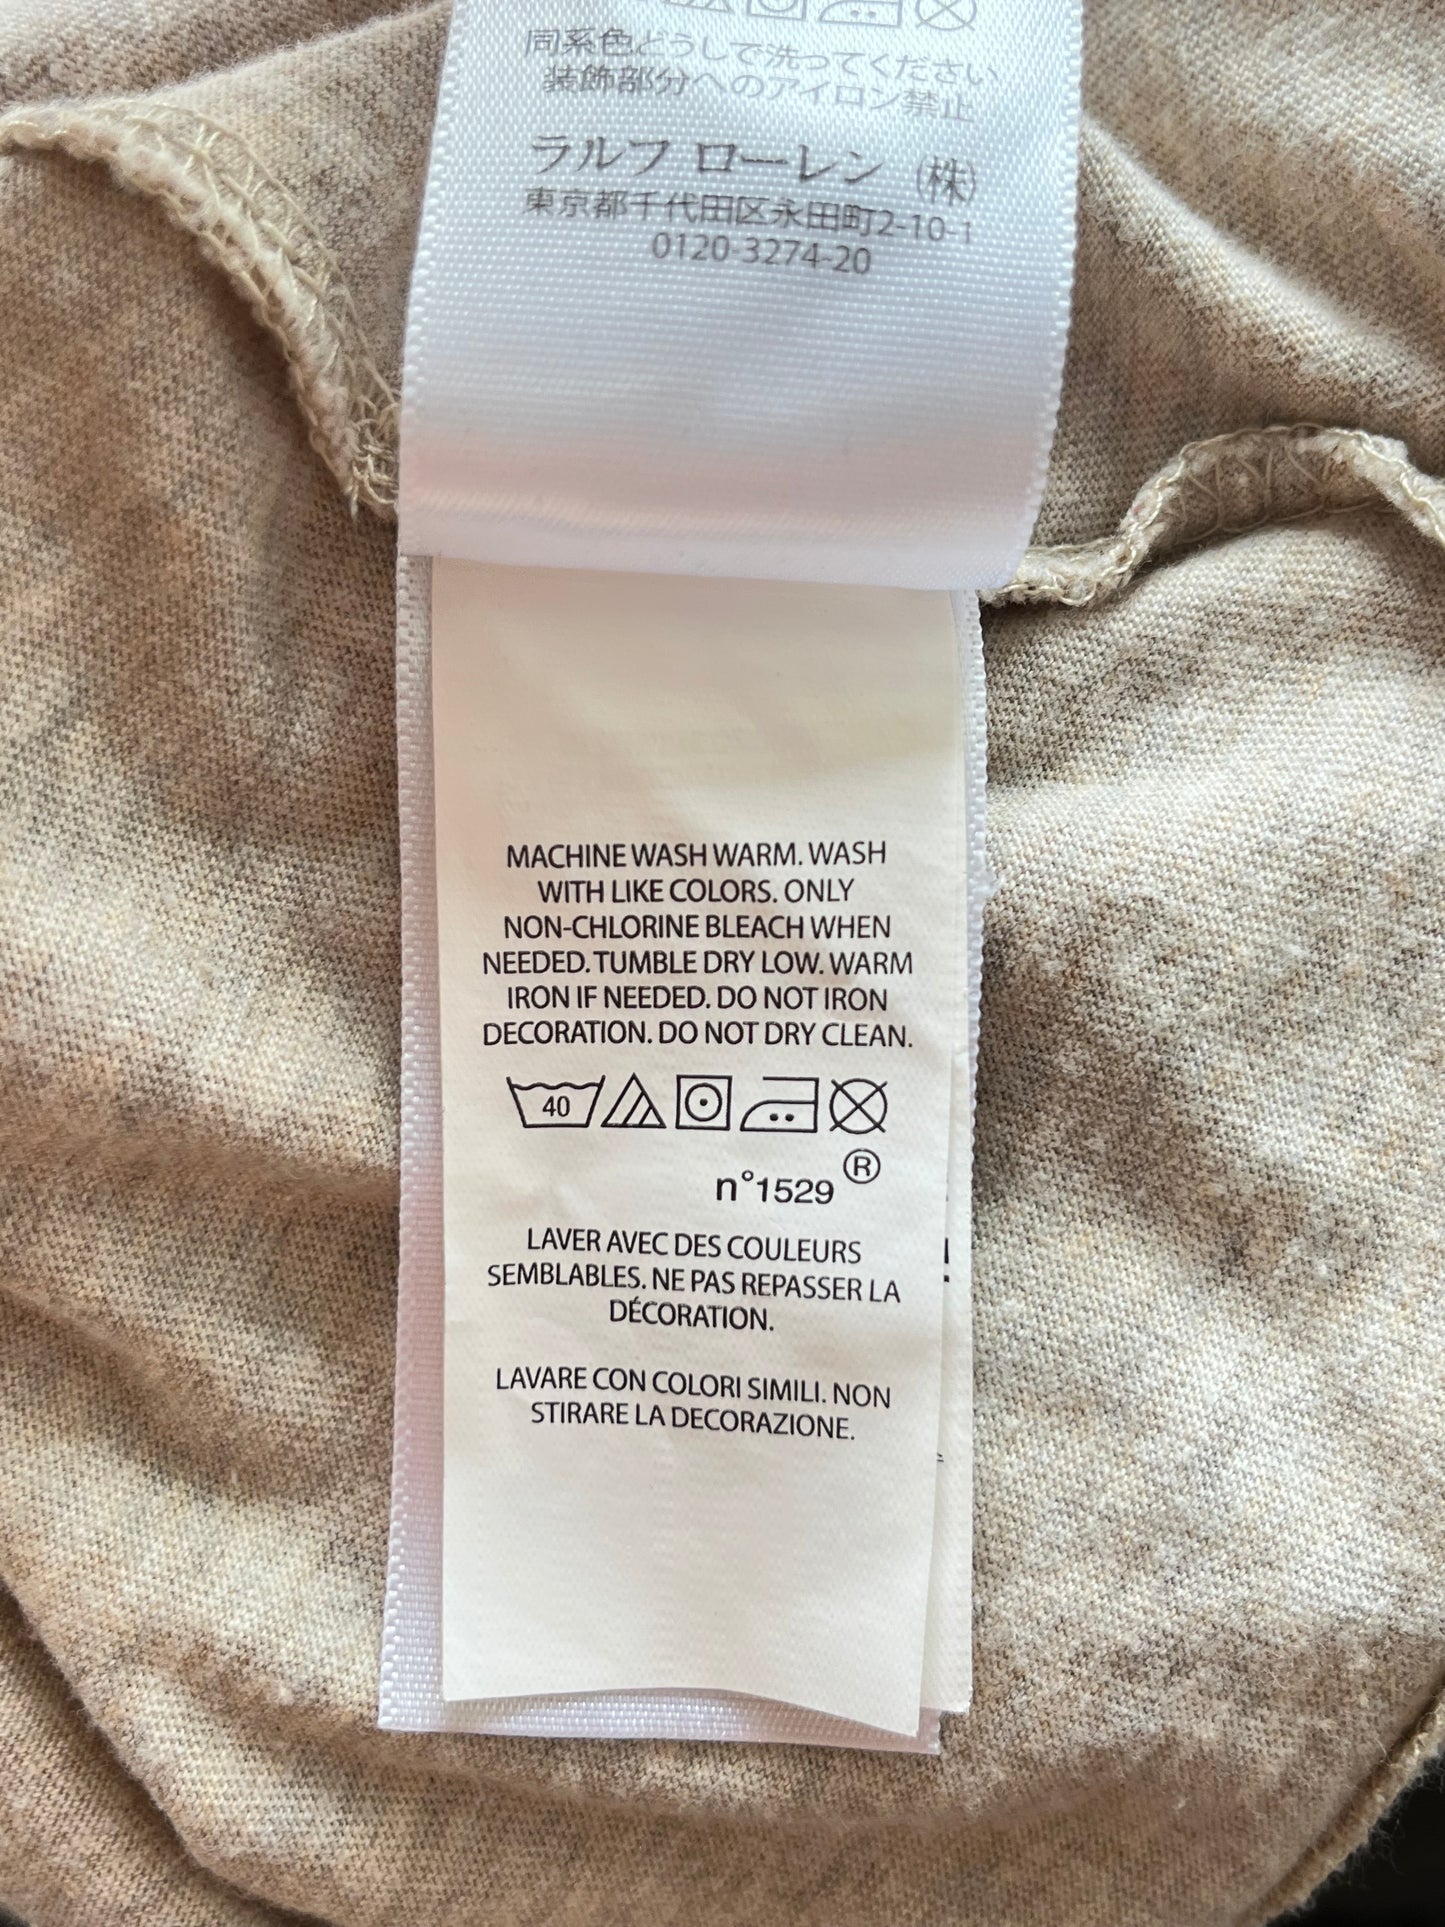 同系色どうしで洗ってください
装飾部分へのアイロン禁止
ラルフ ローレン (株)
東京都千代田区永田町2-10-1
0120-3274-20
MACHINE WASH WARM. WASH
WITH LIKE COLORS. ONLY
NON-CHLORINE BLEACH WHEN
NEEDED. TUMBLE DRY LOW. WARM
IRON IF NEEDED. DO NOT IRON
DECORATION. DO NOT DRY CLEAN.
40
n°1529 ®
LAVER AVEC DES COULEURS
SEMBLABLES. NE PAS REPASSER LA
DÉCORATION.
LAVARE CON COLORI SIMILI. NON
STIRARE LA DECORAZIONE.